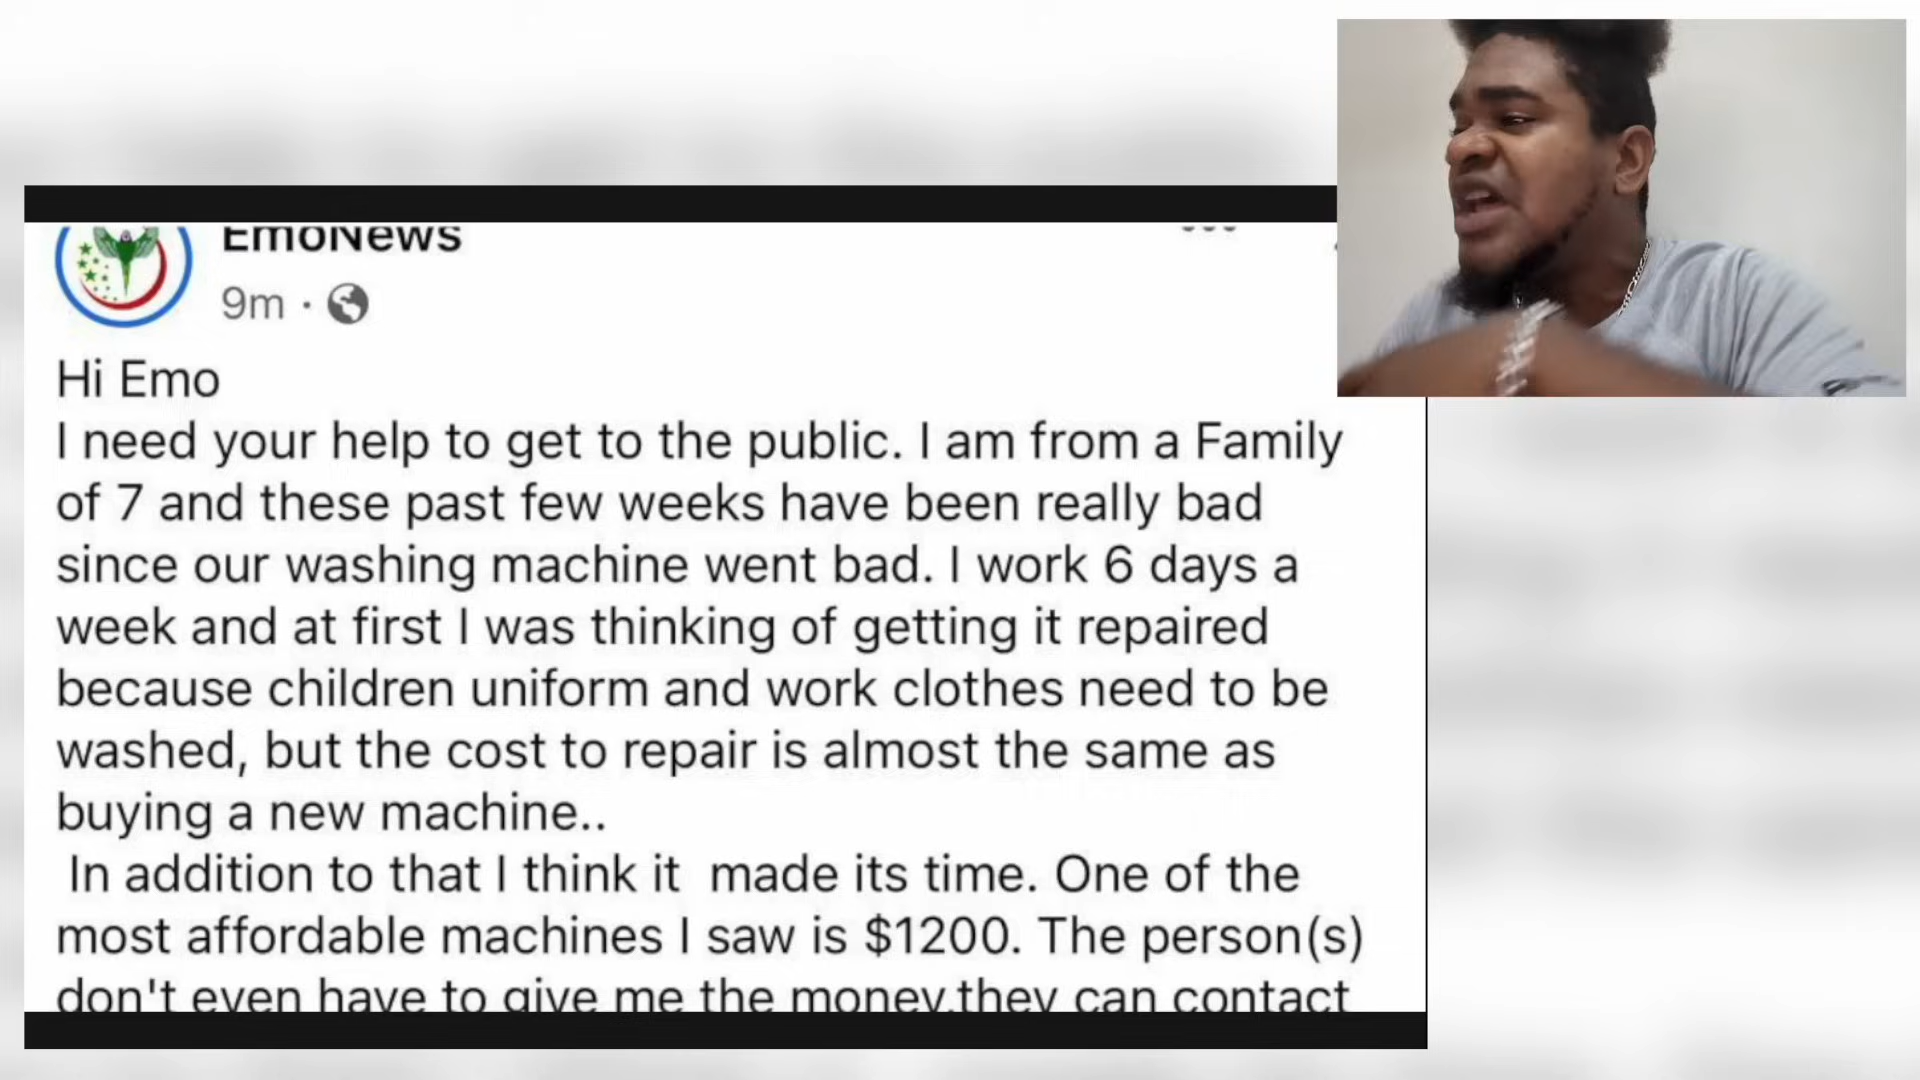 EmoNews
9m ·
Hi Emo
I need your help to get to the public. I am from a Family
of 7 and these past few weeks have been really bad
since our washing machine went bad. I work 6 days a
week and at first I was thinking of getting it repaired
because children uniform and work clothes need to be
washed, but the cost to repair is almost the same as
buying a new machine..
In addition to that I think it made its time. One of the
most affordable machines I saw is $1200. The person(s)
don't even have to give me the money,they can contact